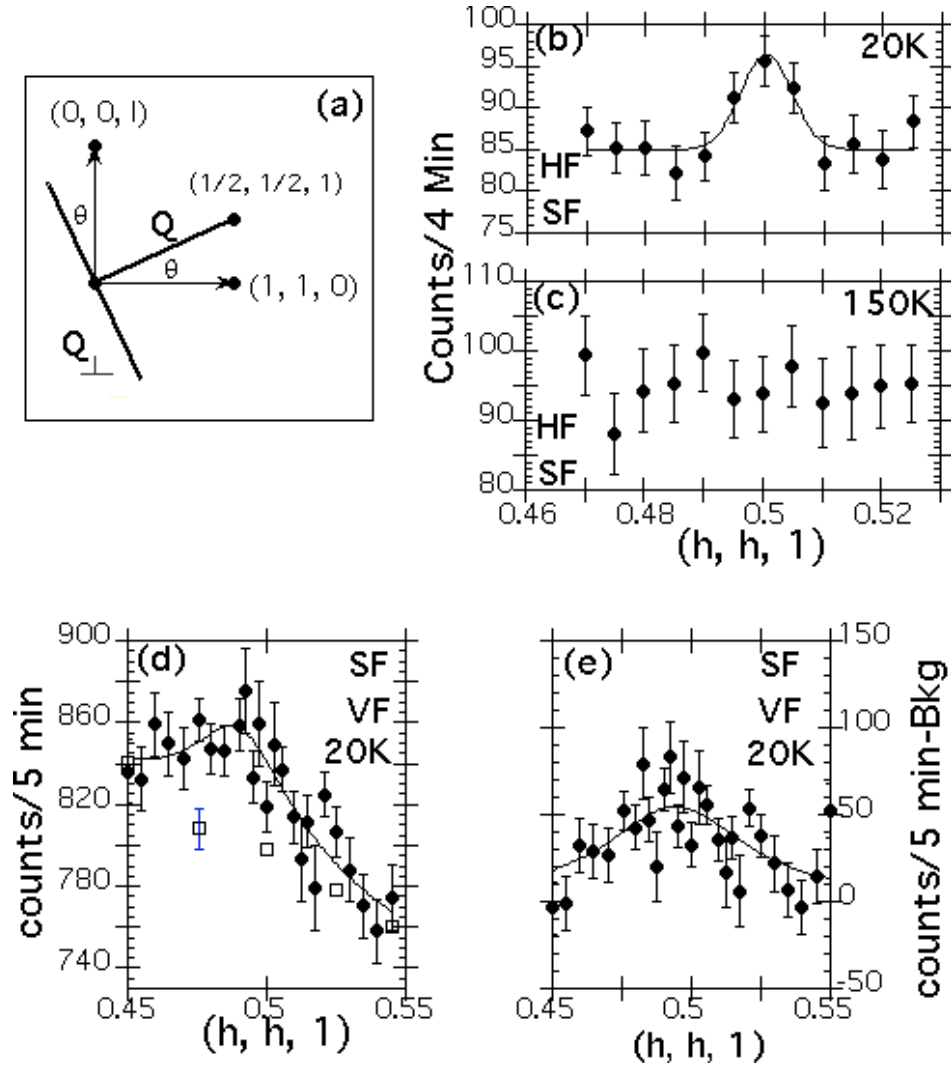 (a)
(0, 0, l)
(1/2, 1/2, 1)
θ
Q
θ
(1, 1, 0)
Q⊥
(b)
20K
HF
SF
100
95
90
85
80
75
Counts/4 Min
(c)
150K
HF
SF
110
100
90
80
0.46
0.48
0.5
0.52
(h, h, 1)
(d)
SF
VF
20K
900
860
820
780
740
counts/5 min
0.45
0.5
0.55
(h, h, 1)
(e)
SF
VF
20K
150
100
50
0
-50
counts/5 min-Bkg
0.45
0.5
0.55
(h, h, 1)